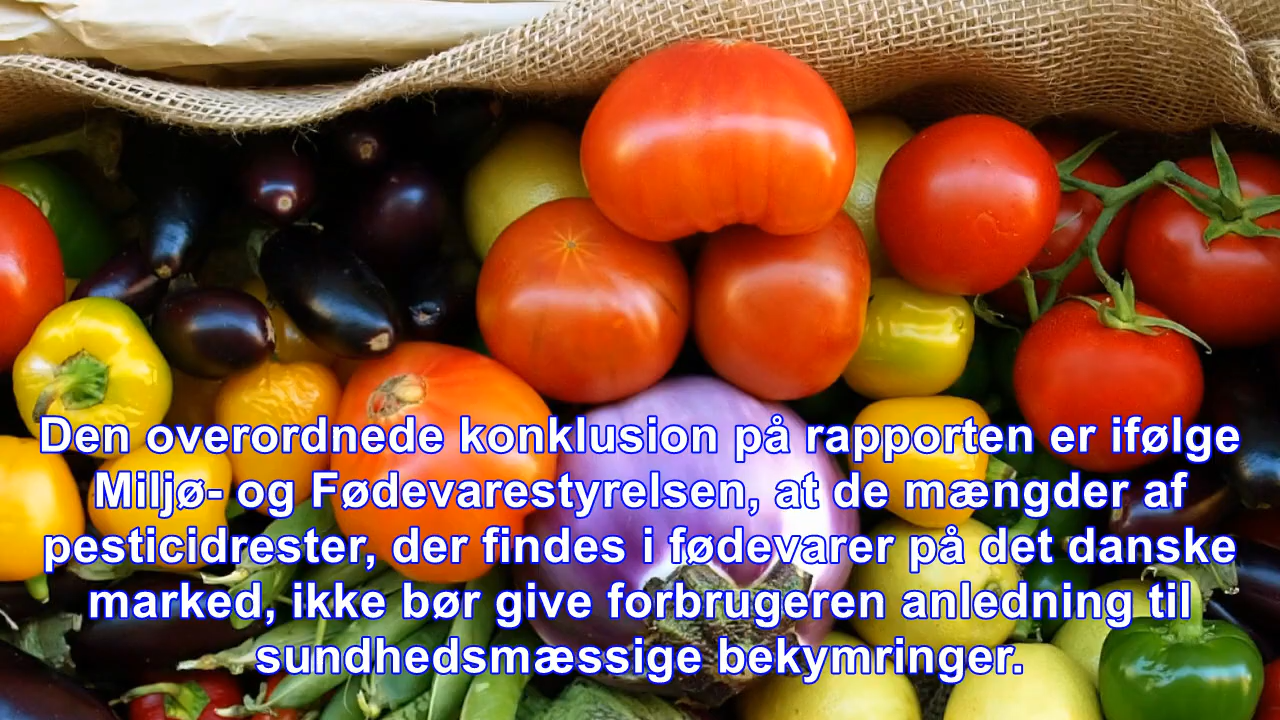 Den overordnede konklusion på rapporten er ifølge
Miljø- og Fødevarestyrelsen, at de mængder af
pesticidrester, der findes i fødevarer på det danske
marked, ikke bør give forbrugeren anledning til
sundhedsmæssige bekymringer.